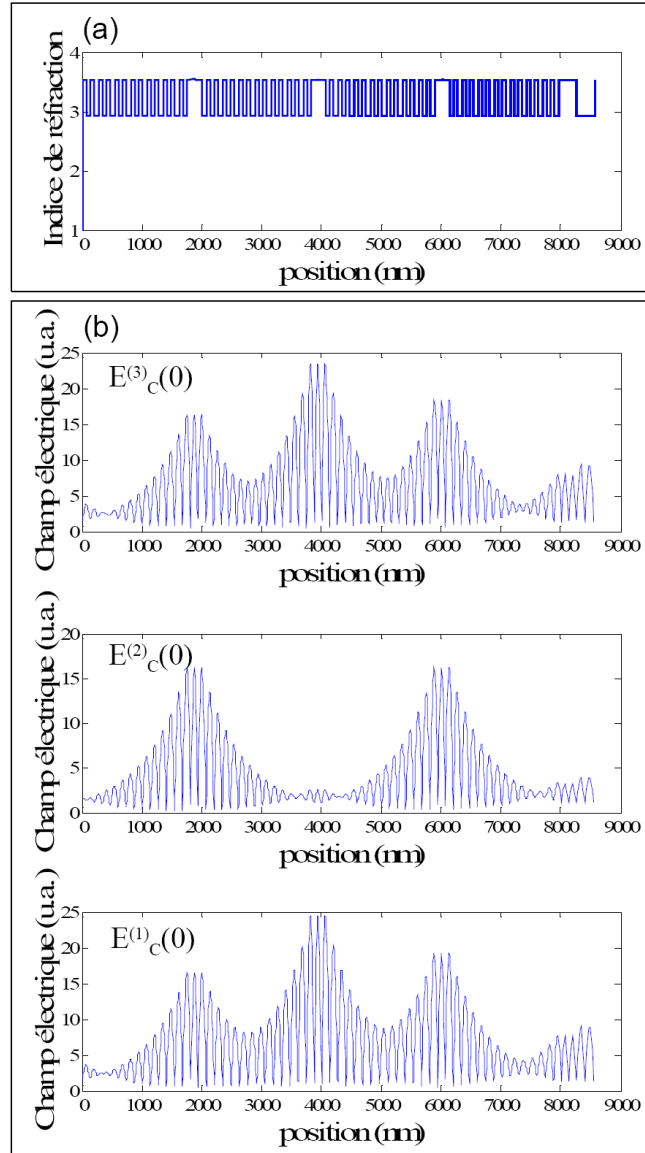 (a)
Indice de réfraction
4
3
2
1
0 1000 2000 3000 4000 5000 6000 7000 8000 9000
position (nm)
(b)
Champ électrique (u.a.)
25
20
15
10
5
0
E(3)C(0)
0 1000 2000 3000 4000 5000 6000 7000 8000 9000
position (nm)
Champ électrique (u.a.)
20
15
10
5
0
E(2)C(0)
0 1000 2000 3000 4000 5000 6000 7000 8000 9000
position (nm)
Champ électrique (u.a.)
25
20
15
10
5
0
E(1)C(0)
0 1000 2000 3000 4000 5000 6000 7000 8000 9000
position (nm)